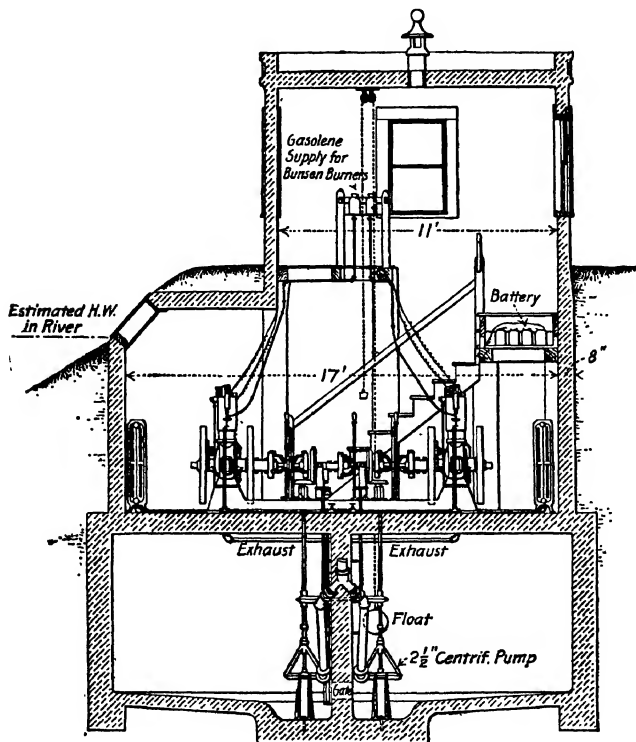 Gasolene
Supply for
Bunsen Burners
11'
Estimated H.W.
in River
Battery
8"
17'
Exhaust
Exhaust
Float
2½" Centrif. Pump
Gate